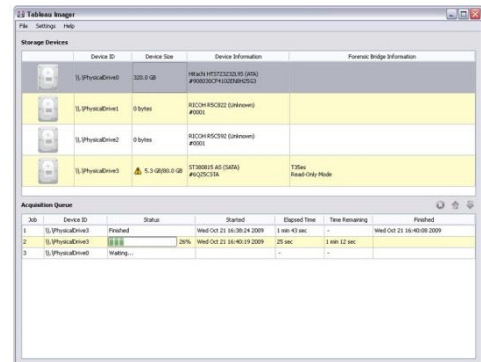 Tableau Imager
File Settings Help
Storage Devices
Device ID Device Size Device Information Forensic Bridge Information
\\.\PhysicalDrive0 320.0 GB Hitachi HTS723232L9S (ATA)
\\.\PhysicalDrive1 0 bytes RICOH R5C822 (Unknown)
#0001
\\.\PhysicalDrive2 0 bytes RICOH R5C592 (Unknown)
#0001
\\.\PhysicalDrive3 5.3 GB/80.0 GB ST380815 AS (SATA) T35es
Read-Only Mode
Acquisition Queue
Job Device ID Status Started Elapsed Time Time Remaining Finished
1 \\.\PhysicalDrive3 Finished Wed Oct 21 16:38:24 2009 1 min 43 sec - Wed Oct 21 16:40:08 2009
2 \\.\PhysicalDrive3 26% Wed Oct 21 16:40:19 2009 25 sec 1 min 12 sec
3 \\.\PhysicalDrive0 Waiting... - -